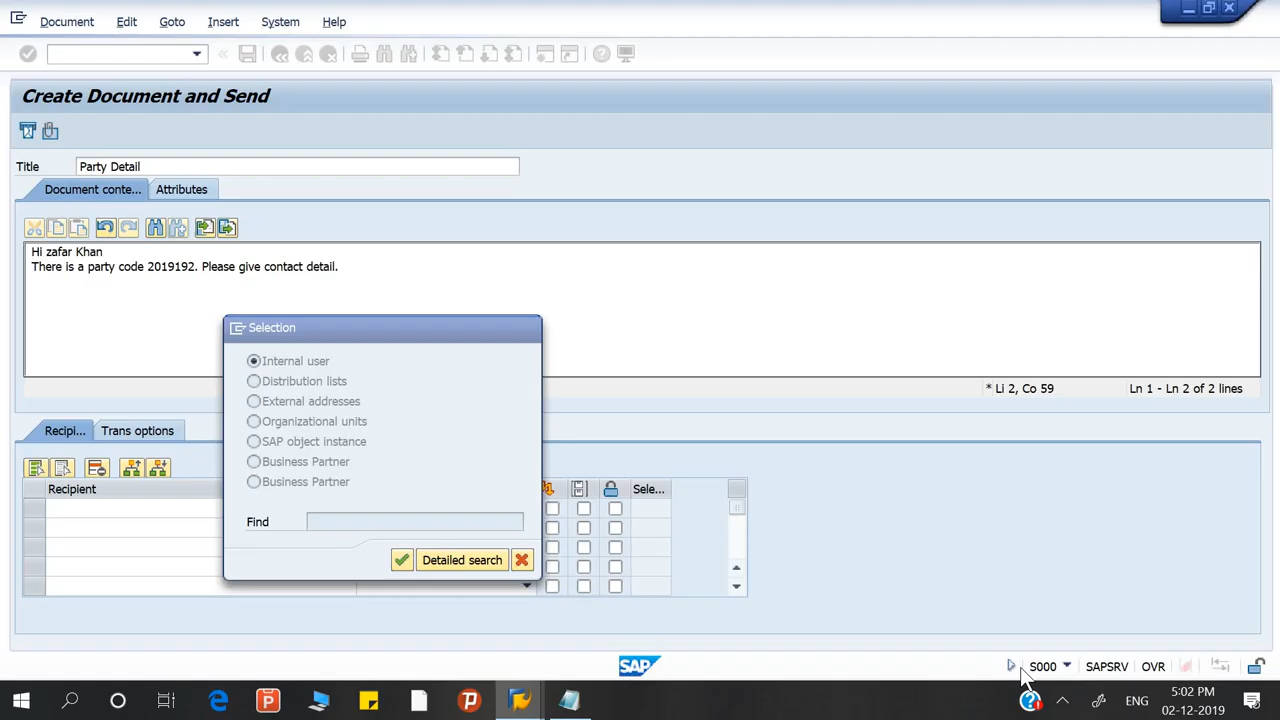 Document Edit Goto Insert System Help
Create Document and Send
Title Party Detail
Document conte... Attributes
Hi zafar Khan
There is a party code 2019192. Please give contact detail.
* Li 2, Co 59 Ln 1 - Ln 2 of 2 lines
Selection
Internal user
Distribution lists
External addresses
Organizational units
SAP object instance
Business Partner
Business Partner
Find
Detailed search
Recipi... Trans options
Recipient Sele...
SAP S000 SAPSRV OVR
ENG 5:02 PM
02-12-2019